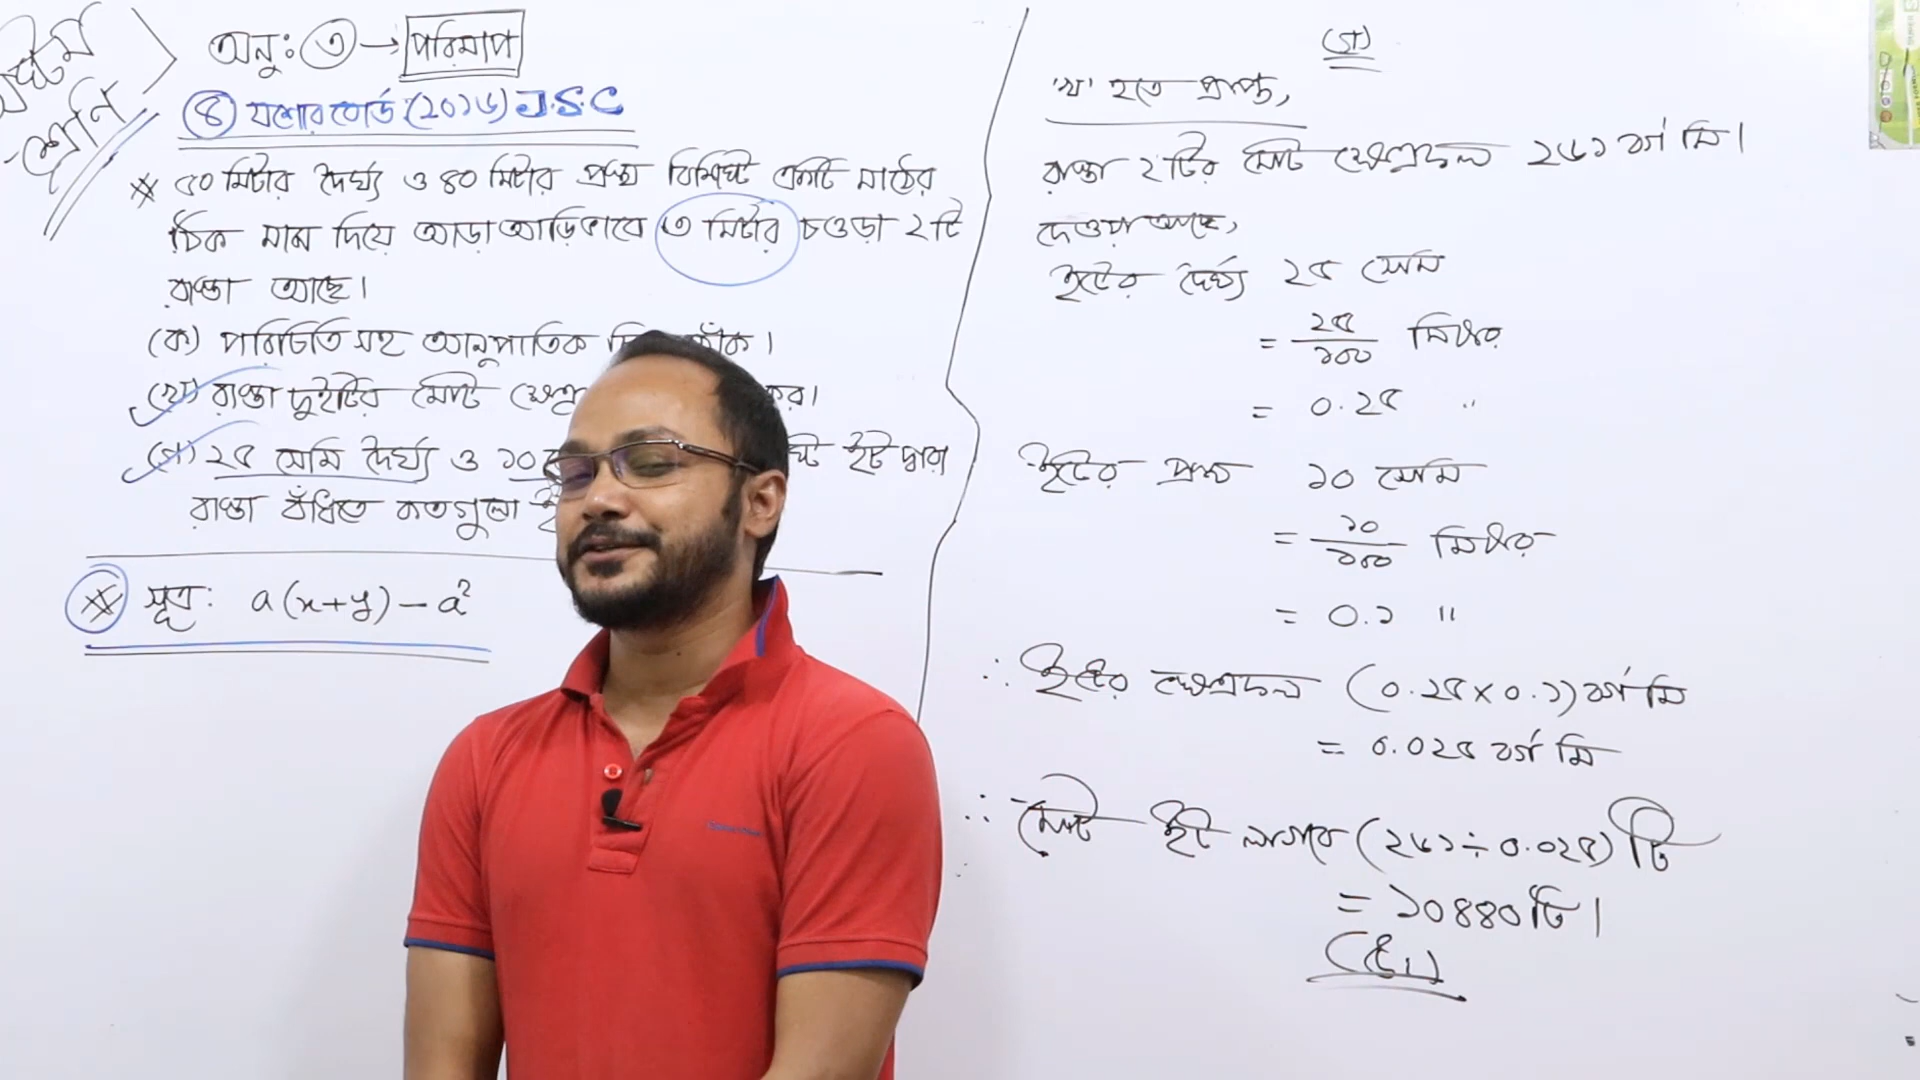 অষ্টম
শ্রেণি
অনুঃ ৩ → পরিমাপ
৪ যশোর বোর্ড (২০১৬) J.S.C
* ৫০ মিটার দৈর্ঘ্য ও ৪০ মিটার প্রস্থ বিশিষ্ট একটি মাঠের
ঠিক মাঝ দিয়ে আড়াআড়িভাবে ৩ মিটার চওড়া ২টি
রাস্তা আছে।
(ক) পরিচিতি সহ আনুপাতিক আঁক।
(খ) রাস্তা দুইটির মোট কর।
(গ) ২৫ সেমি দৈর্ঘ্য ও ১০ ইট দ্বারা
রাস্তা বাঁধিতে কতগুলো
* সূত্র: a(x+y)-a²
(গ)
'খ' হতে প্রাপ্ত,
রাস্তা ২টির মোট ক্ষেত্রফল ২৬১ বর্গ মি।
দেওয়া আছে,
ইটের দৈর্ঘ্য ২৫ সেমি
= ২৫/১০০ মিটার
= ০.২৫ "
ইটের প্রস্থ ১০ সেমি
= ১০/১০০ মিটার
= ০.১ "
∴ ইটের ক্ষেত্রফল (০.২৫×০.১) বর্গ মি
= ০.০২৫ বর্গ মি
∴ মোট ইট লাগবে (২৬১÷০.০২৫) টি
= ১০৪৪০টি।
(উঃ)